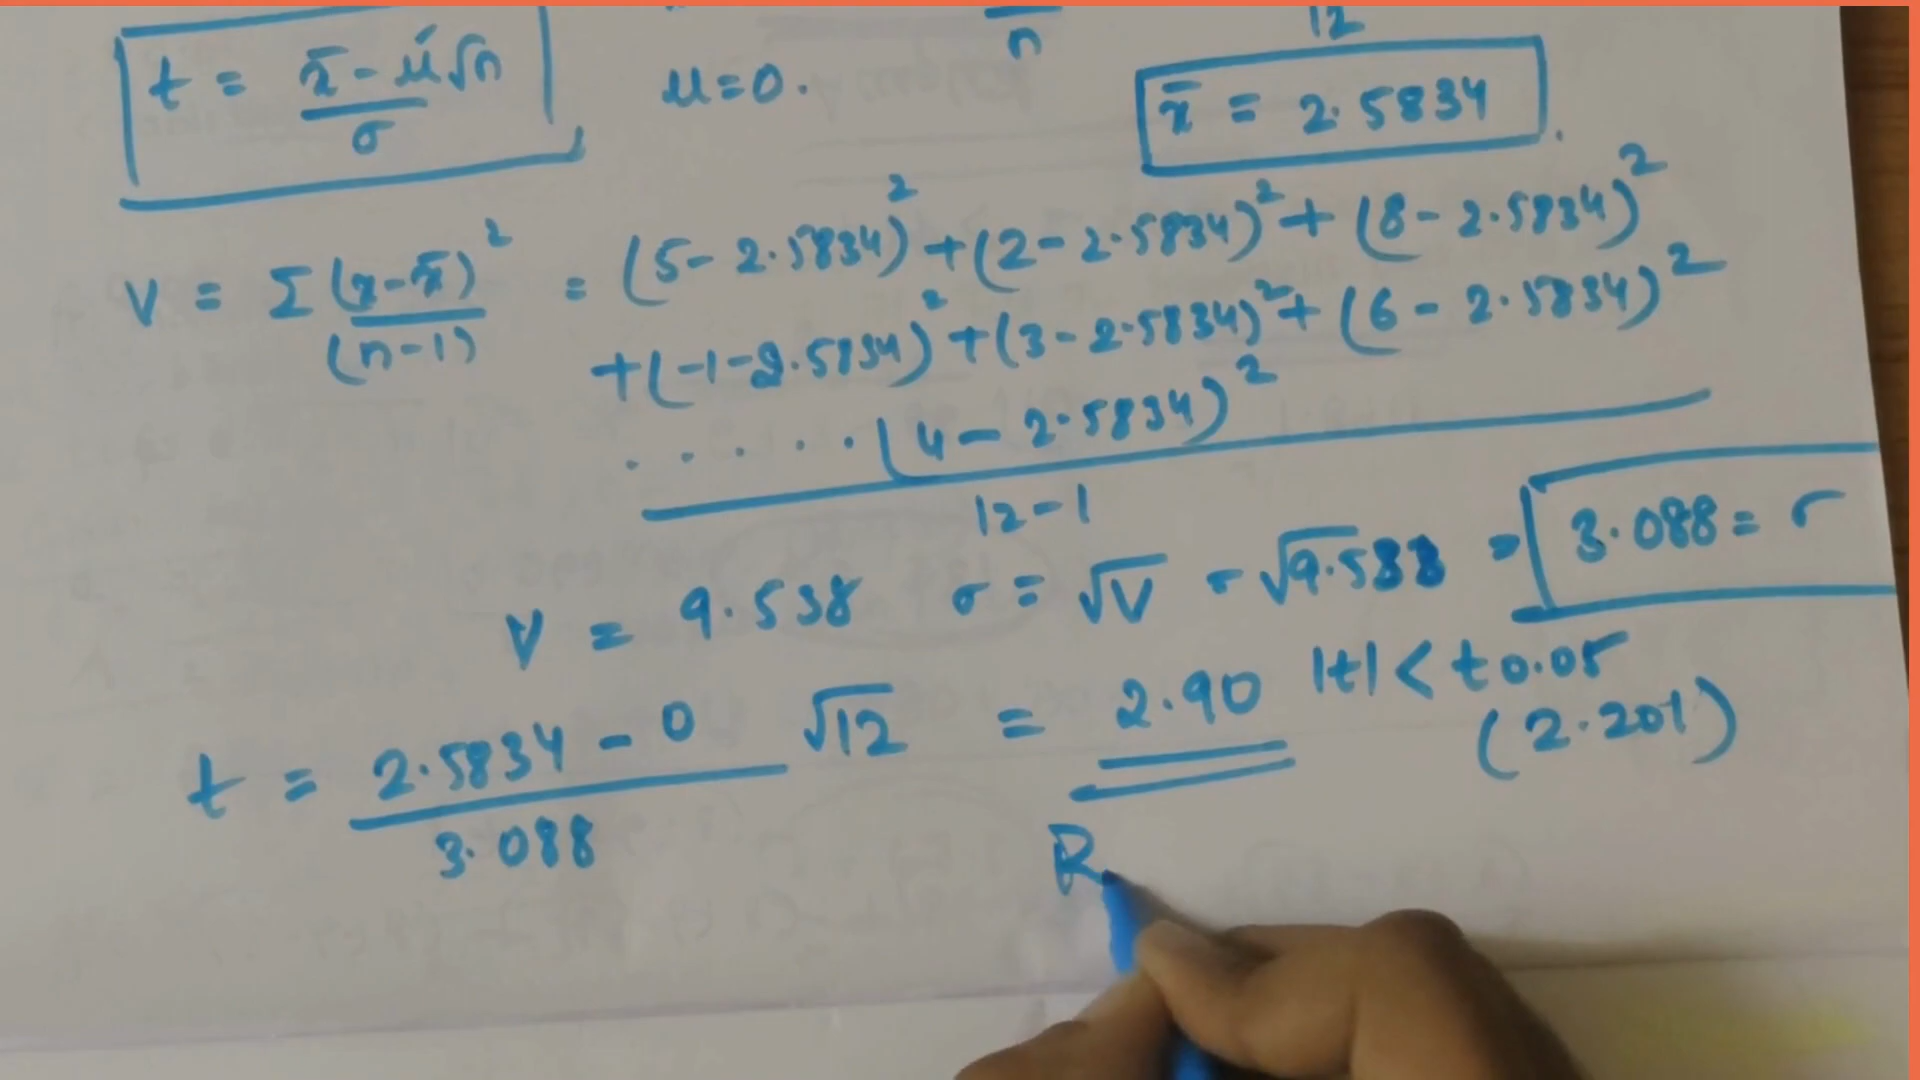 t = x̄ - μ √n / σ
μ = 0.
n
12
x̄ = 2.5834
V = Σ (x - x̄)² / (n-1) = (5 - 2.5834)² + (2 - 2.5834)² + (8 - 2.5834)²
+ (-1 - 2.5834)² + (3 - 2.5834)² + (6 - 2.5834)²
. . . . . (4 - 2.5834)²
12-1
V = 9.538 σ = √V = √9.538 = 3.088 = σ
t = 2.5834 - 0 / 3.088 √12 = 2.90 |t| < t0.05
(2.201)
R